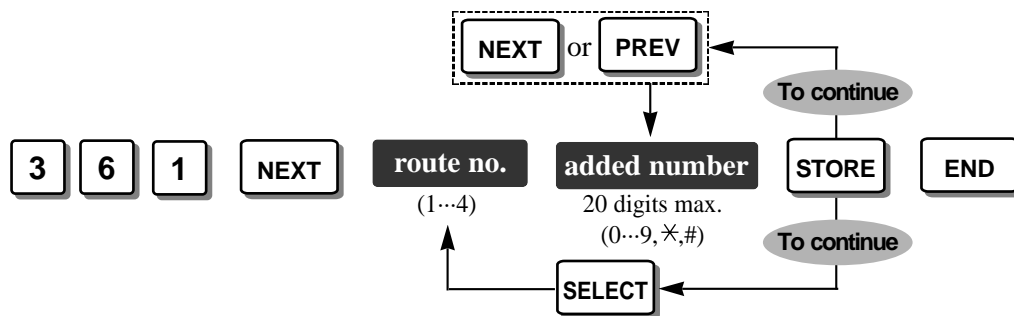 NEXT or PREV
To continue
3 6 1 NEXT route no. added number STORE END
(1···4) 20 digits max.
(0···9,✳,#)
To continue
SELECT